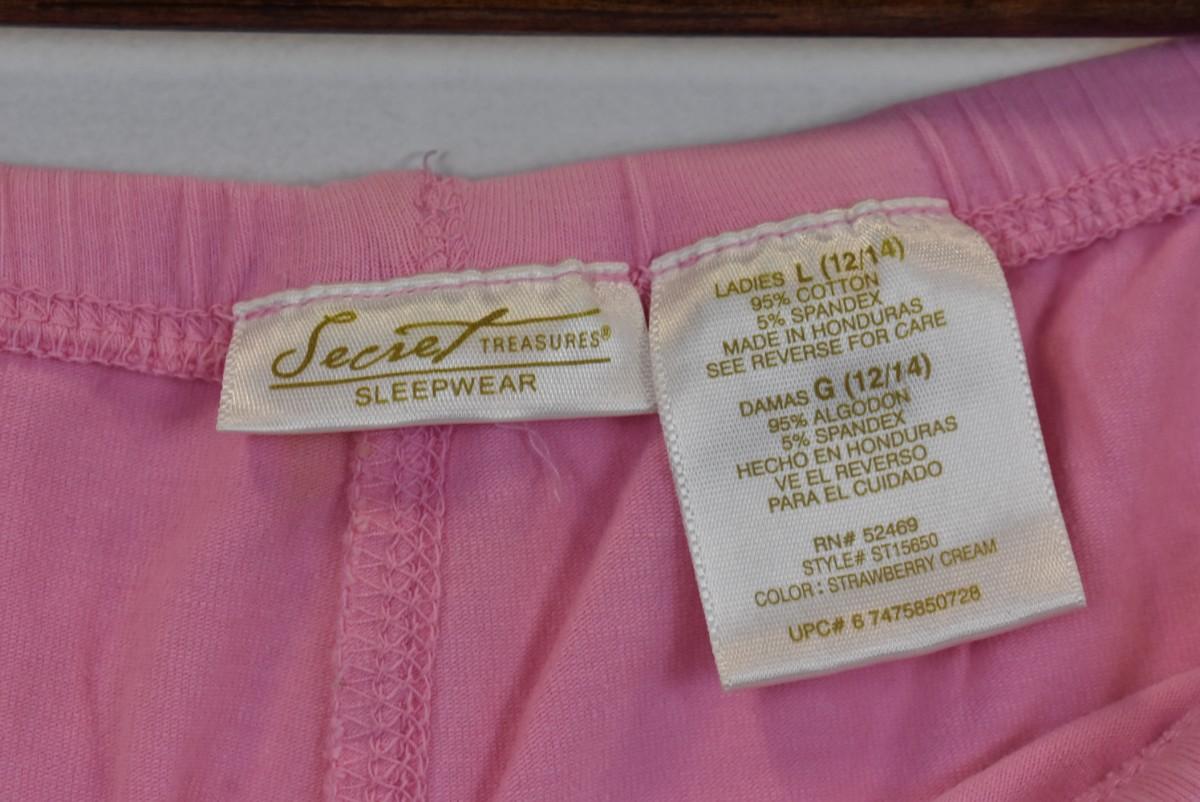 Secret TREASURES®
SLEEPWEAR
LADIES L (12/14)
95% COTTON
5% SPANDEX
MADE IN HONDURAS
SEE REVERSE FOR CARE
DAMAS G (12/14)
95% ALGODON
5% SPANDEX
HECHO EN HONDURAS
VE EL REVERSO
PARA EL CUIDADO
RN# 52469
STYLE# ST15650
COLOR: STRAWBERRY CREAM
UPC# 6 7475850728